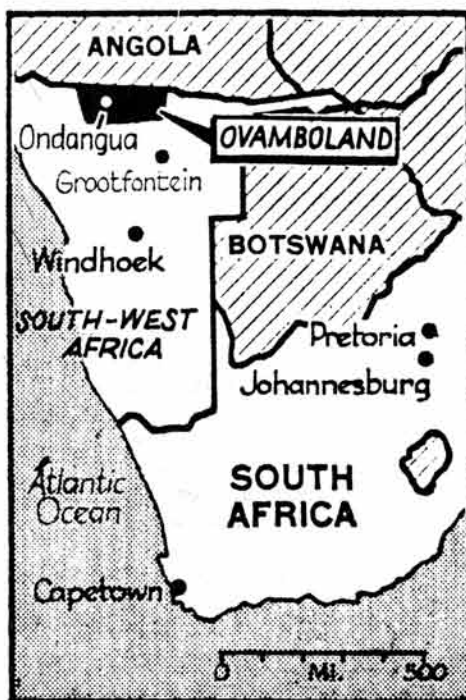 ANGOLA
Ondangua
OVAMBOLAND
Grootfontein
Windhoek
BOTSWANA
SOUTH-WEST
AFRICA
Pretoria
Johannesburg
Atlantic
Ocean
SOUTH
AFRICA
Capetown
0 MI. 500